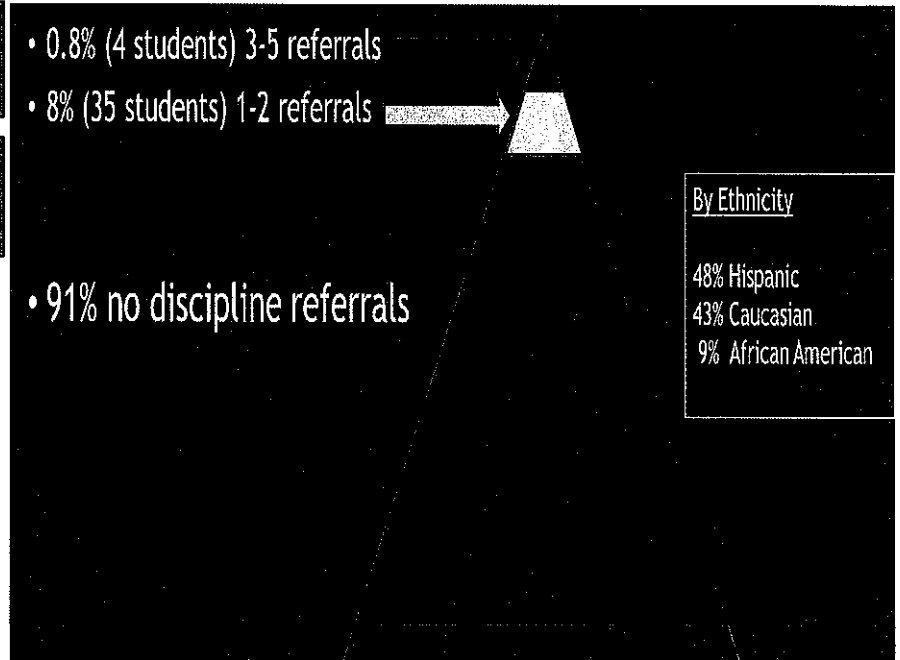 • 0.8% (4 students) 3-5 referrals
• 8% (35 students) 1-2 referrals
• 91% no discipline referrals
By Ethnicity
48% Hispanic
43% Caucasian
9% African American